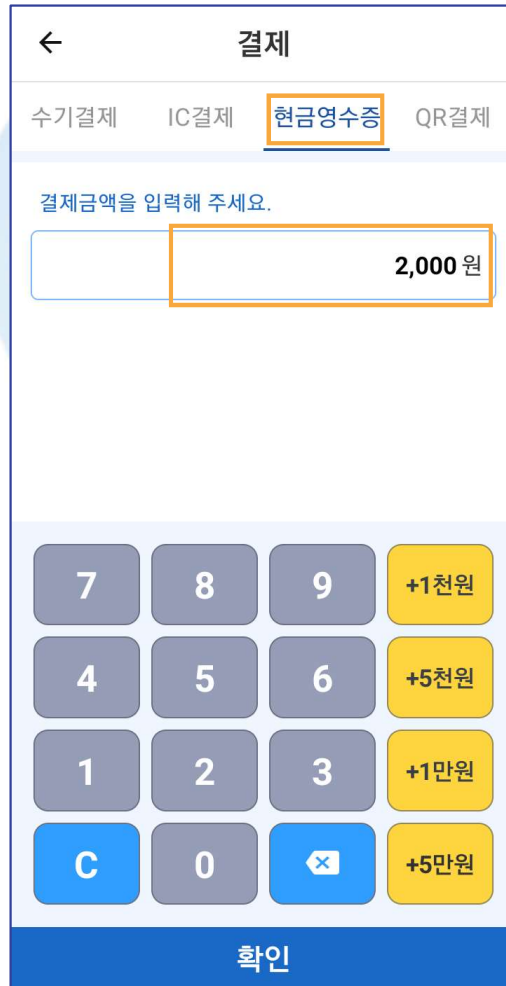 결제
수기결제 IC결제 현금영수증 QR결제
결제금액을 입력해 주세요.
2,000 원
7 8 9 +1천원
4 5 6 +5천원
1 2 3 +1만원
C 0 +5만원
확인